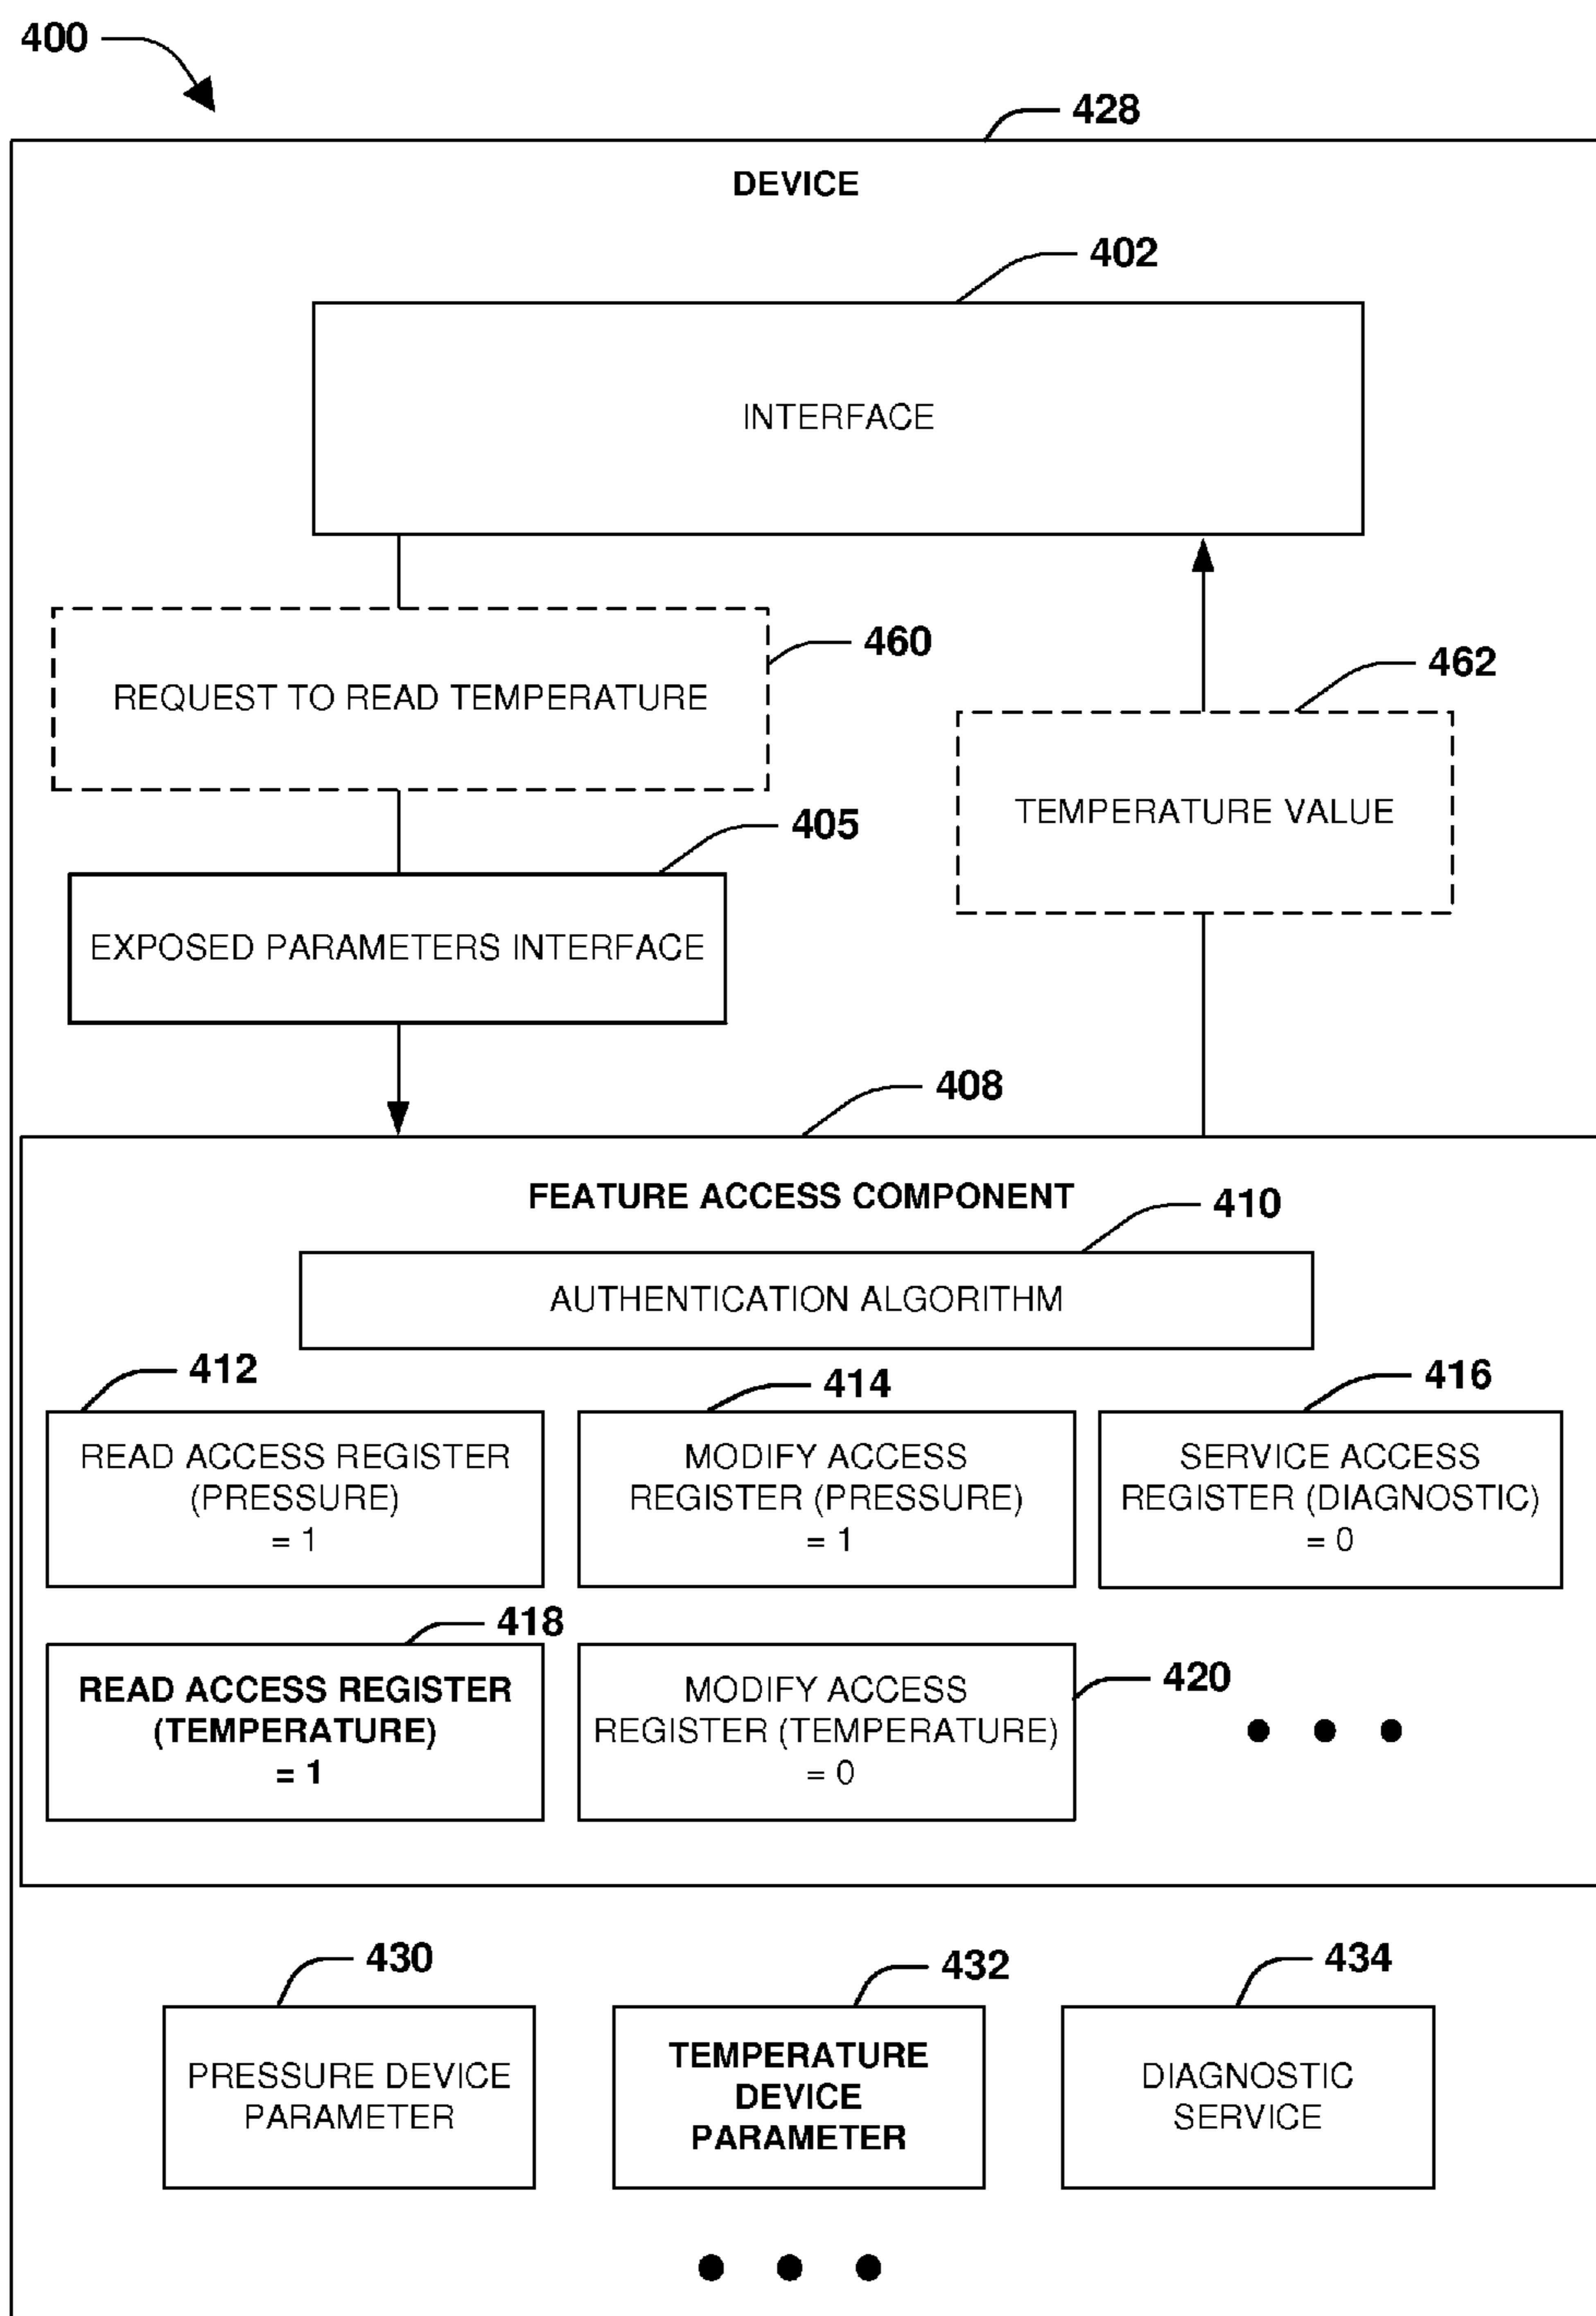 400
428
DEVICE
402
INTERFACE
460
REQUEST TO READ TEMPERATURE
462
TEMPERATURE VALUE
405
EXPOSED PARAMETERS INTERFACE
408
FEATURE ACCESS COMPONENT
410
AUTHENTICATION ALGORITHM
412
READ ACCESS REGISTER
(PRESSURE)
= 1
414
MODIFY ACCESS
REGISTER (PRESSURE)
= 1
416
SERVICE ACCESS
REGISTER (DIAGNOSTIC)
= 0
418
READ ACCESS REGISTER
(TEMPERATURE)
= 1
MODIFY ACCESS
REGISTER (TEMPERATURE)
= 0
420
430
PRESSURE DEVICE
PARAMETER
432
TEMPERATURE
DEVICE
PARAMETER
434
DIAGNOSTIC
SERVICE